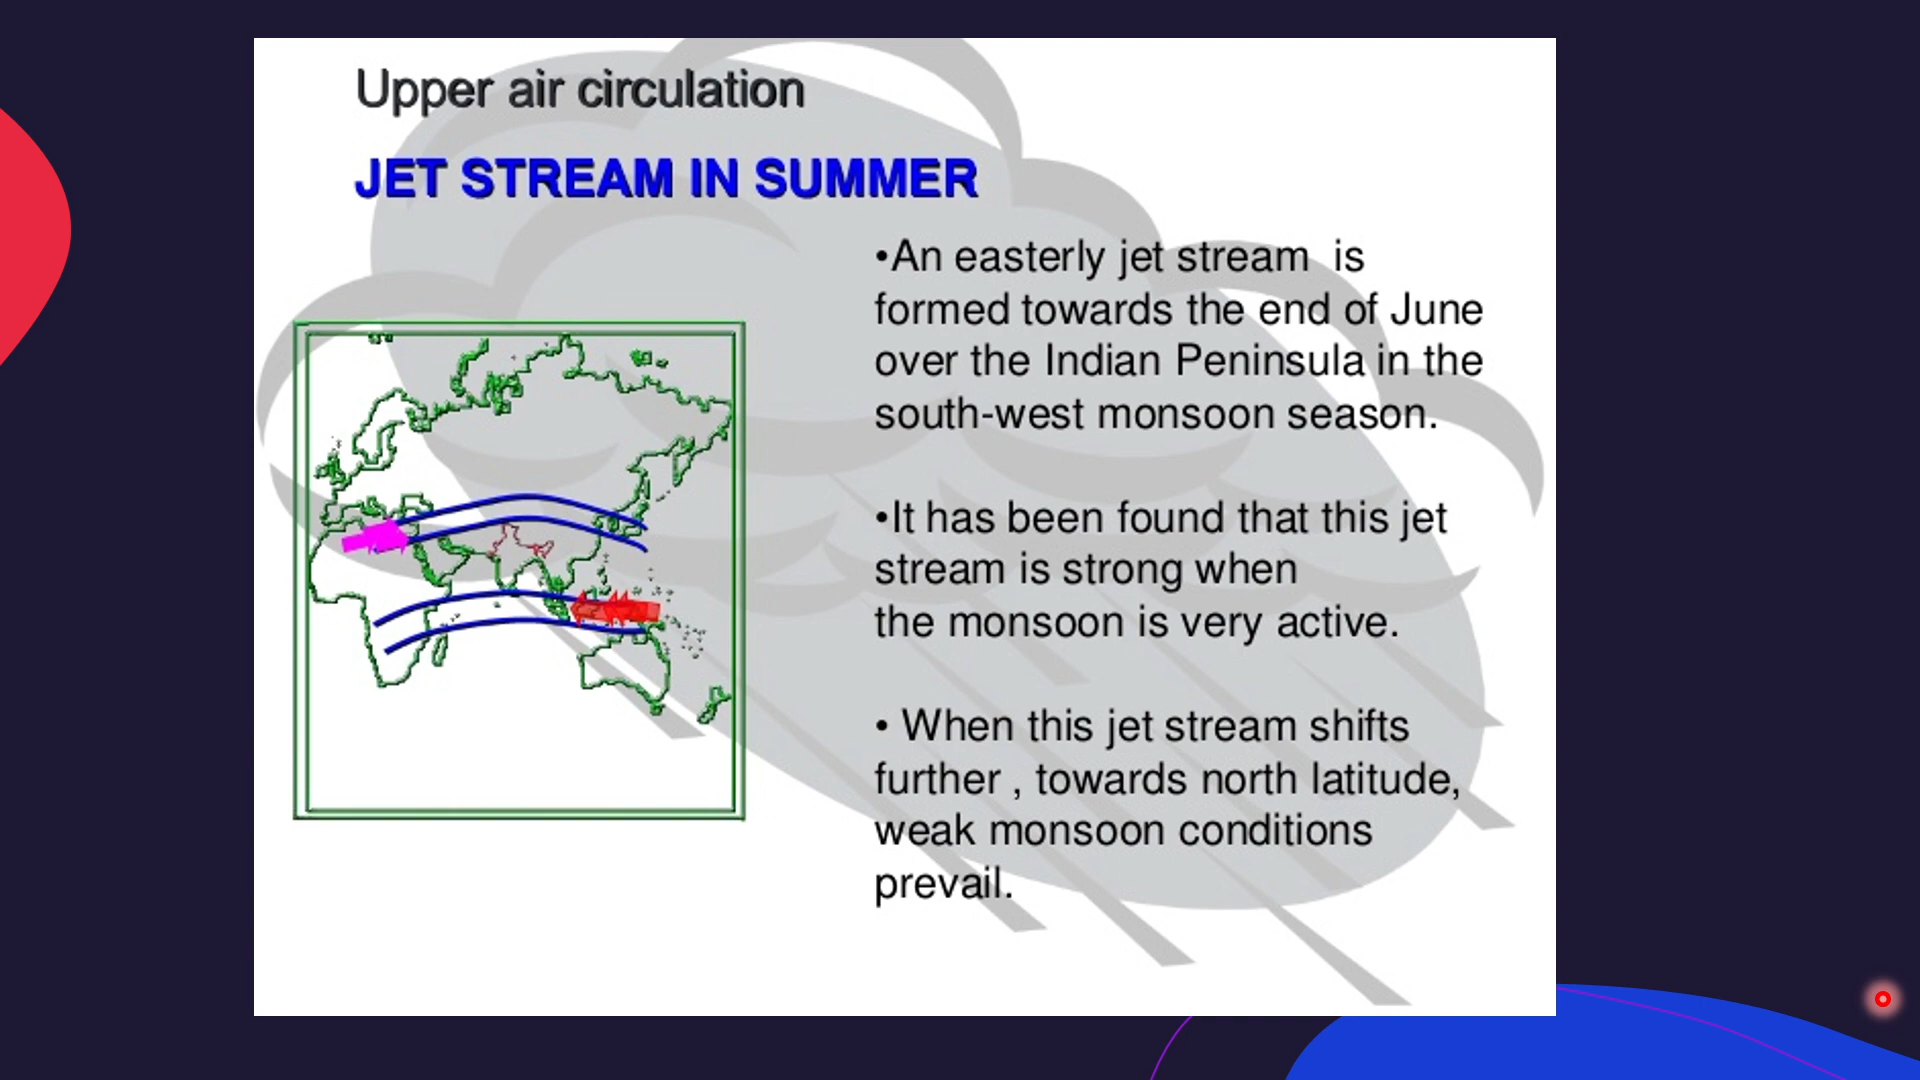 Upper air circulation
JET STREAM IN SUMMER
•An easterly jet stream  is
formed towards the end of June
over the Indian Peninsula in the
south-west monsoon season.
•It has been found that this jet
stream is strong when
the monsoon is very active.
• When this jet stream shifts
further , towards north latitude,
weak monsoon conditions
prevail.